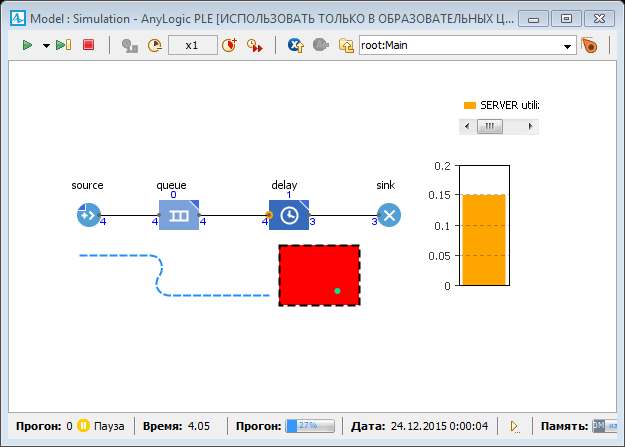 Model : Simulation - AnyLogic PLE [ИСПОЛЬЗОВАТЬ ТОЛЬКО В ОБРАЗОВАТЕЛЬНЫХ Ц...
x1 root:Main
SERVER utili
0.2
0.15
0.1
0.05
0
source queue delay sink
0 1
4 4 4 4 3 3
Прогон: 0 Пауза Время: 4.05 Прогон: 27% Дата: 24.12.2015 0:00:04 Память: